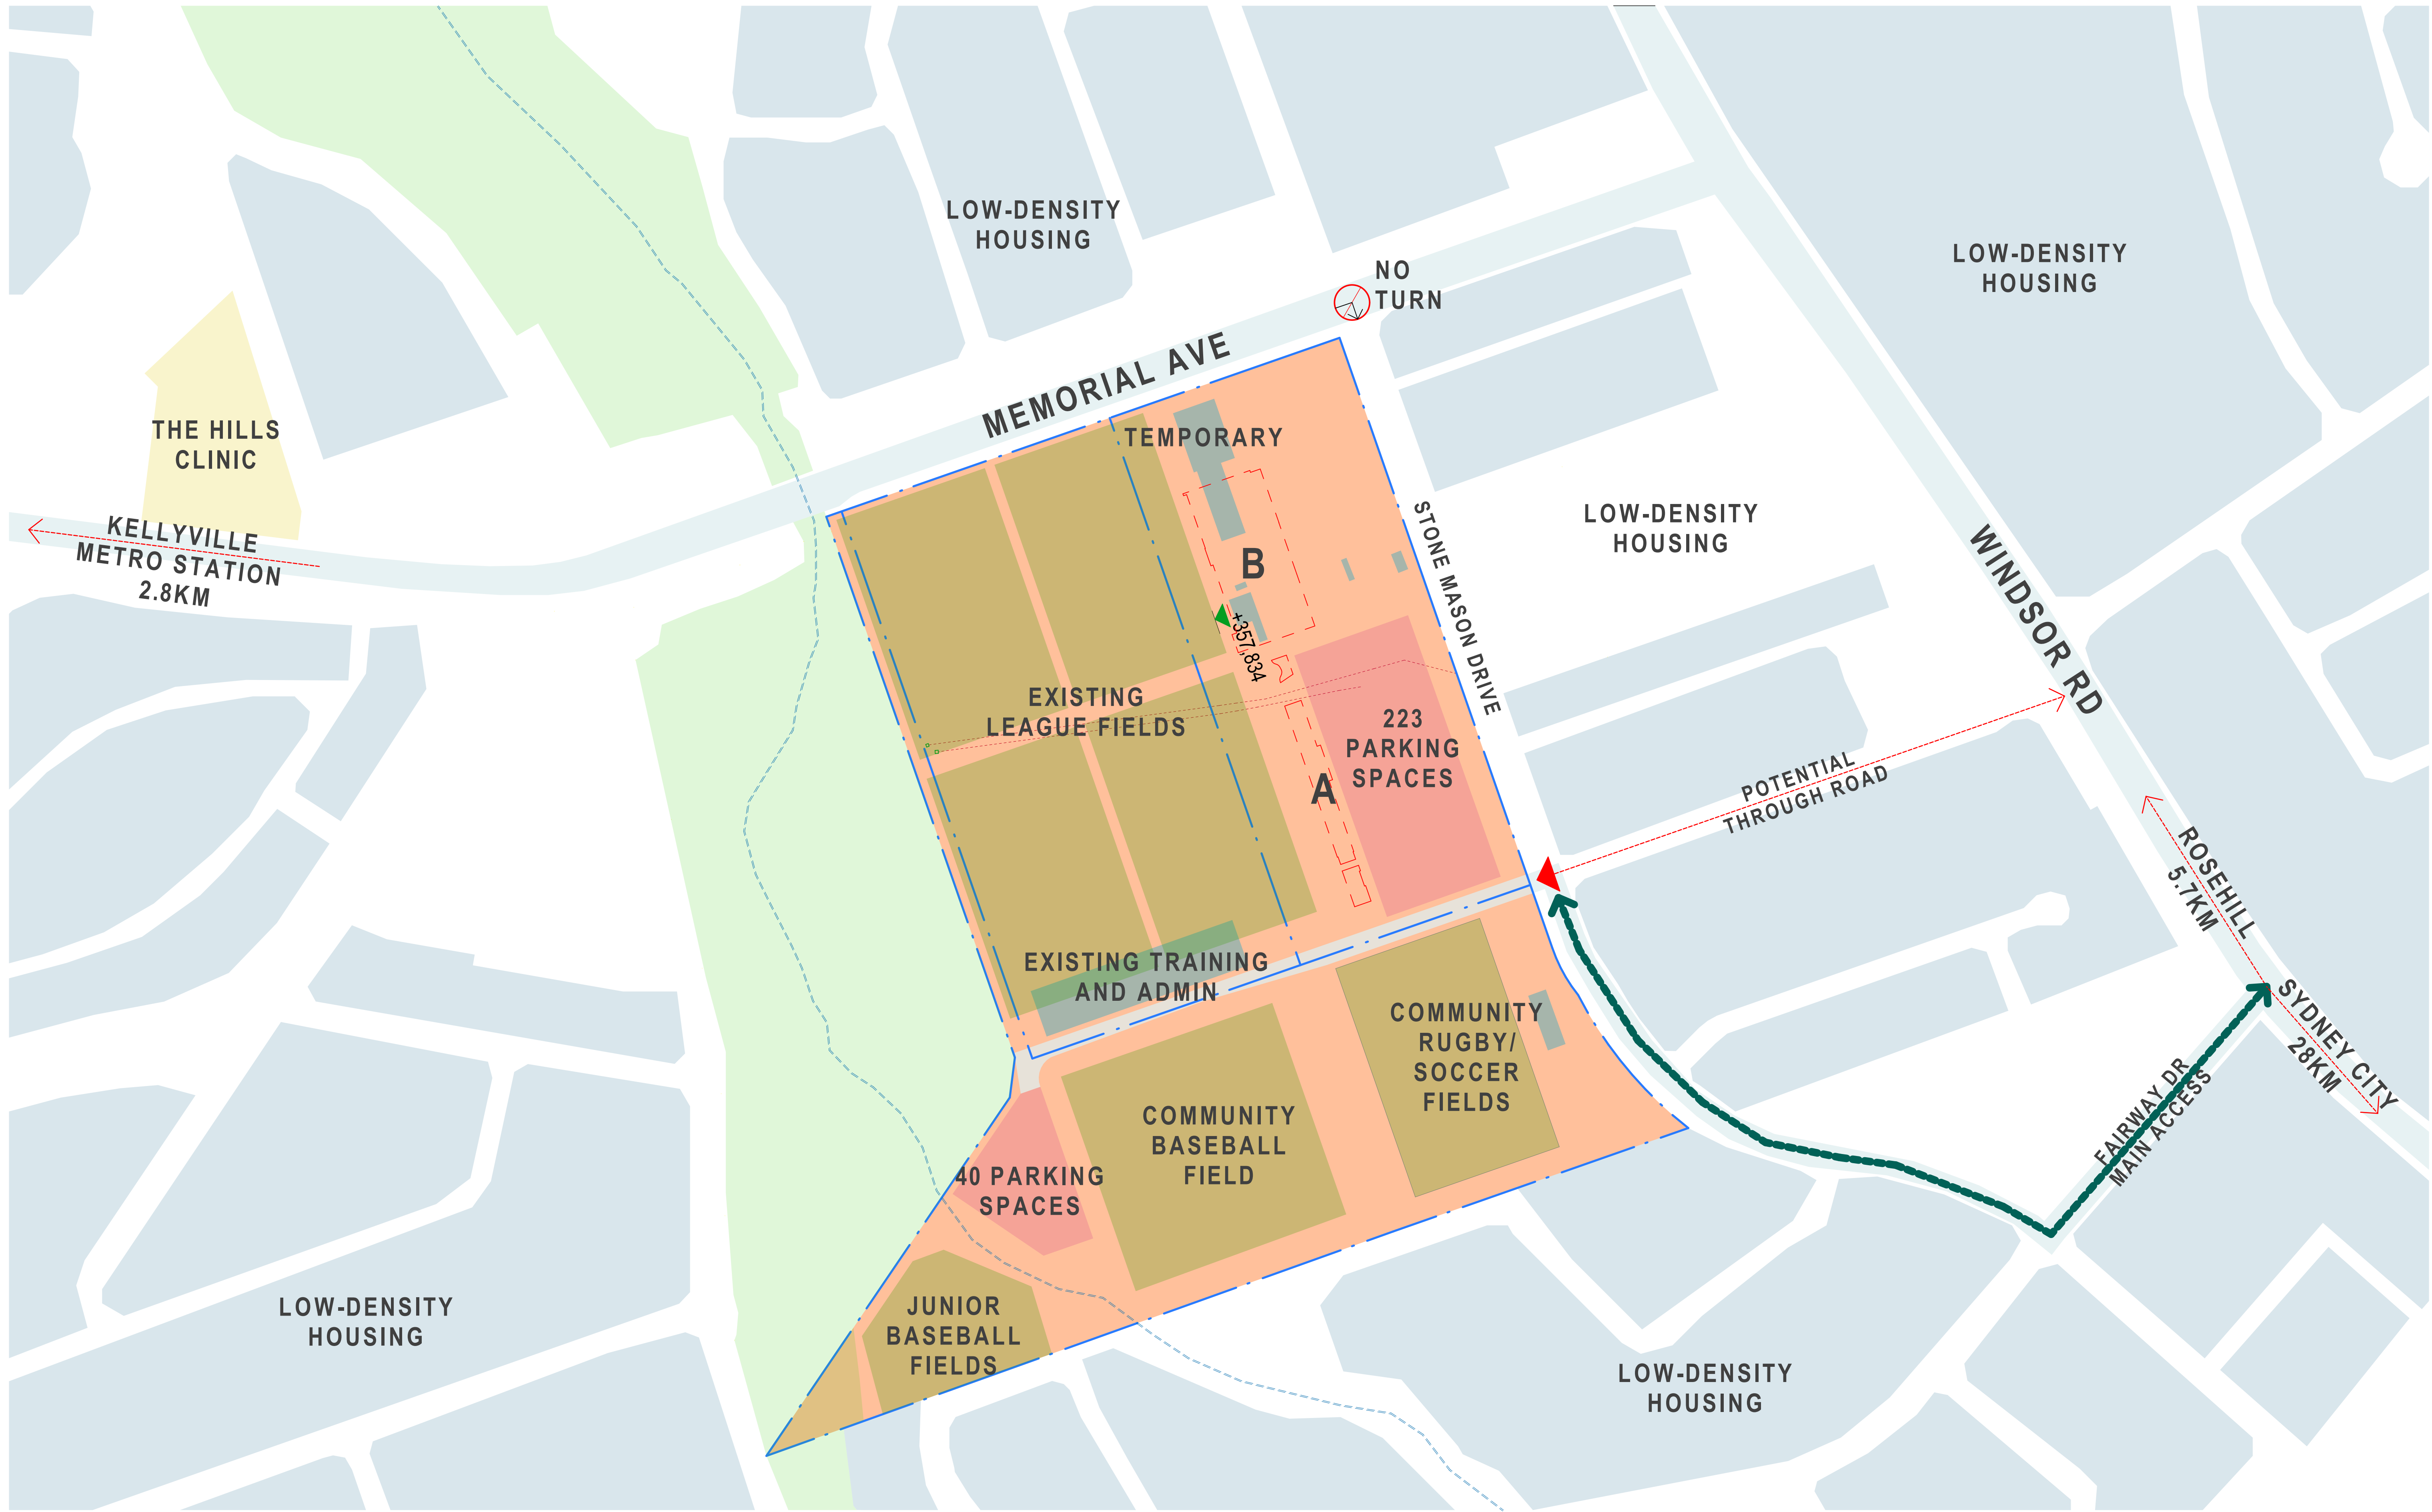 LOW-DENSITY
HOUSING
LOW-DENSITY
HOUSING
NO
TURN
MEMORIAL AVE
THE HILLS
CLINIC
TEMPORARY
KELLYVILLE
METRO STATION
2.8KM
LOW-DENSITY
HOUSING
STONE MASON DRIVE
WINDSOR RD
B
+357,834
EXISTING
LEAGUE FIELDS
223
PARKING
SPACES
A
POTENTIAL
THROUGH ROAD
ROSEHILL
5.7KM
EXISTING TRAINING
AND ADMIN
COMMUNITY
RUGBY/
SOCCER
FIELDS
SYDNEY CITY
28KM
FAIRWAY DR
MAIN ACCESS
COMMUNITY
BASEBALL
FIELD
40 PARKING
SPACES
JUNIOR
BASEBALL
FIELDS
LOW-DENSITY
HOUSING
LOW-DENSITY
HOUSING